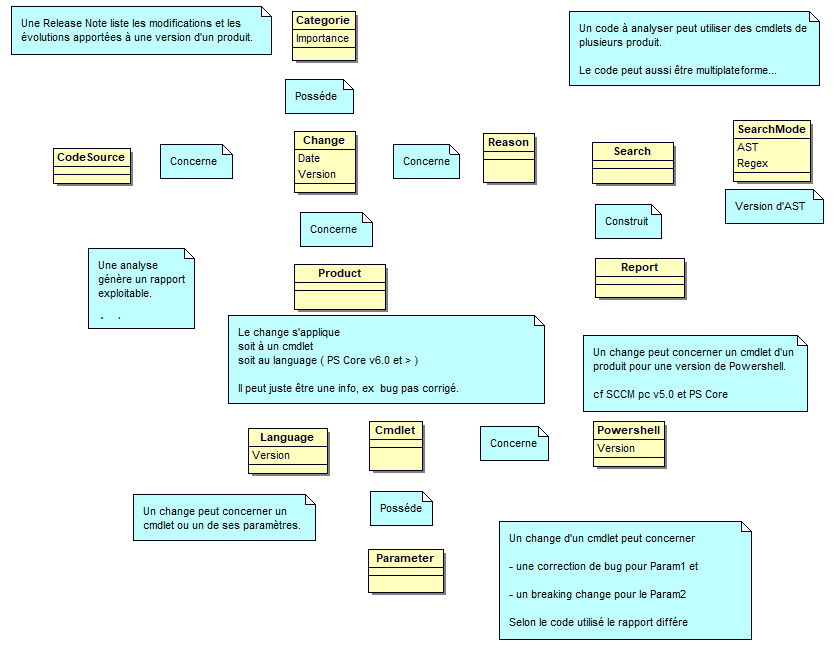 Une Release Note liste les modifications et les
évolutions apportées à une version d'un produit.
Categorie
Importance
Un code à analyser peut utiliser des cmdlets de
plusieurs produit.
Le code peut aussi être multiplateforme...
Posséde
CodeSource
Concerne
Change
Date
Version
Concerne
Reason
Search
SearchMode
AST
Regex
Version d'AST
Concerne
Construit
Une analyse
génère un rapport
exploitable.
. .
Product
Report
Le change s'applique
soit à un cmdlet
soit au language ( PS Core v6.0 et > )
Il peut juste être une info, ex bug pas corrigé.
Un change peut concerner un cmdlet d'un
produit pour une version de Powershell.
cf SCCM pc v5.0 et PS Core
Language
Version
Cmdlet
Concerne
Powershell
Version
Un change peut concerner un
cmdlet ou un de ses paramètres.
Posséde
Parameter
Un change d'un cmdlet peut concerner
- une correction de bug pour Param1 et
- un breaking change pour le Param2
Selon le code utilisé le rapport différe